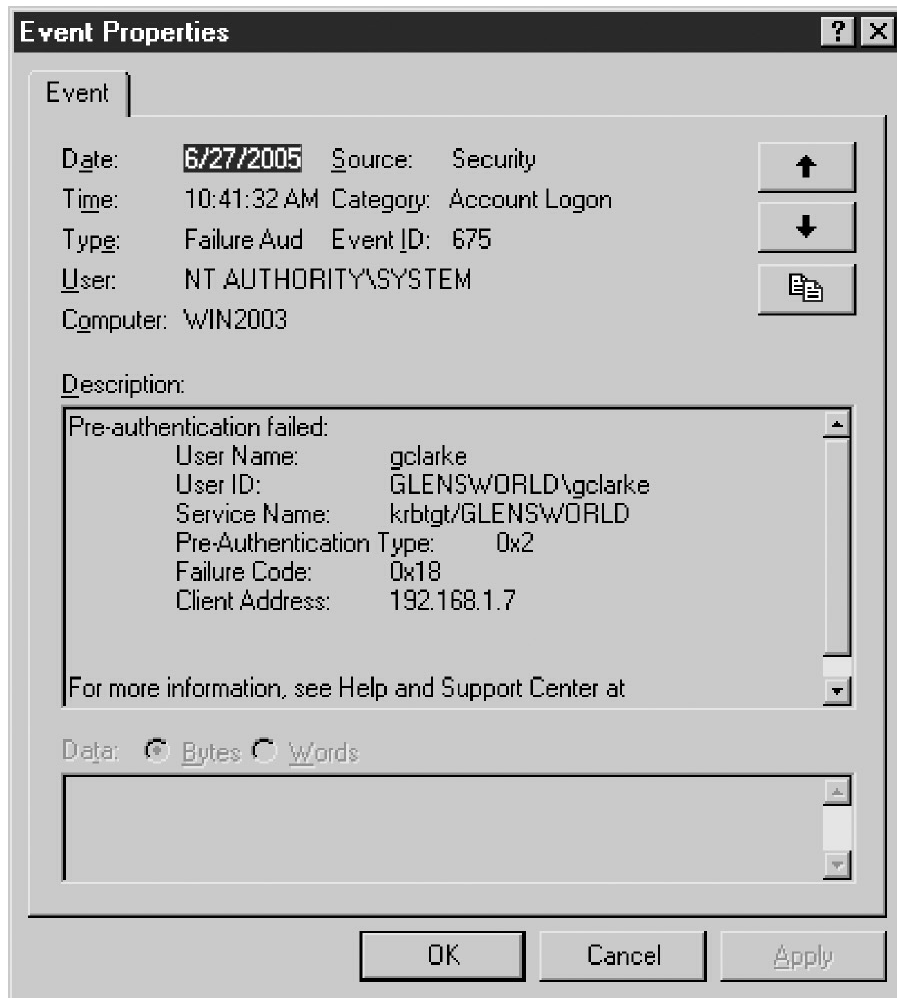 Event Properties
Event
Date: 6/27/2005 Source: Security
Time: 10:41:32 AM Category: Account Logon
Type: Failure Aud Event ID: 675
User: NT AUTHORITY\SYSTEM
Computer: WIN2003
Description:
Pre-authentication failed:
User Name: gclarke
User ID: GLENSWORLD\gclarke
Service Name: krbtgt/GLENSWORLD
Pre-Authentication Type: 0x2
Failure Code: 0x18
Client Address: 192.168.1.7
For more information, see Help and Support Center at
Data: Bytes Words
OK Cancel Apply